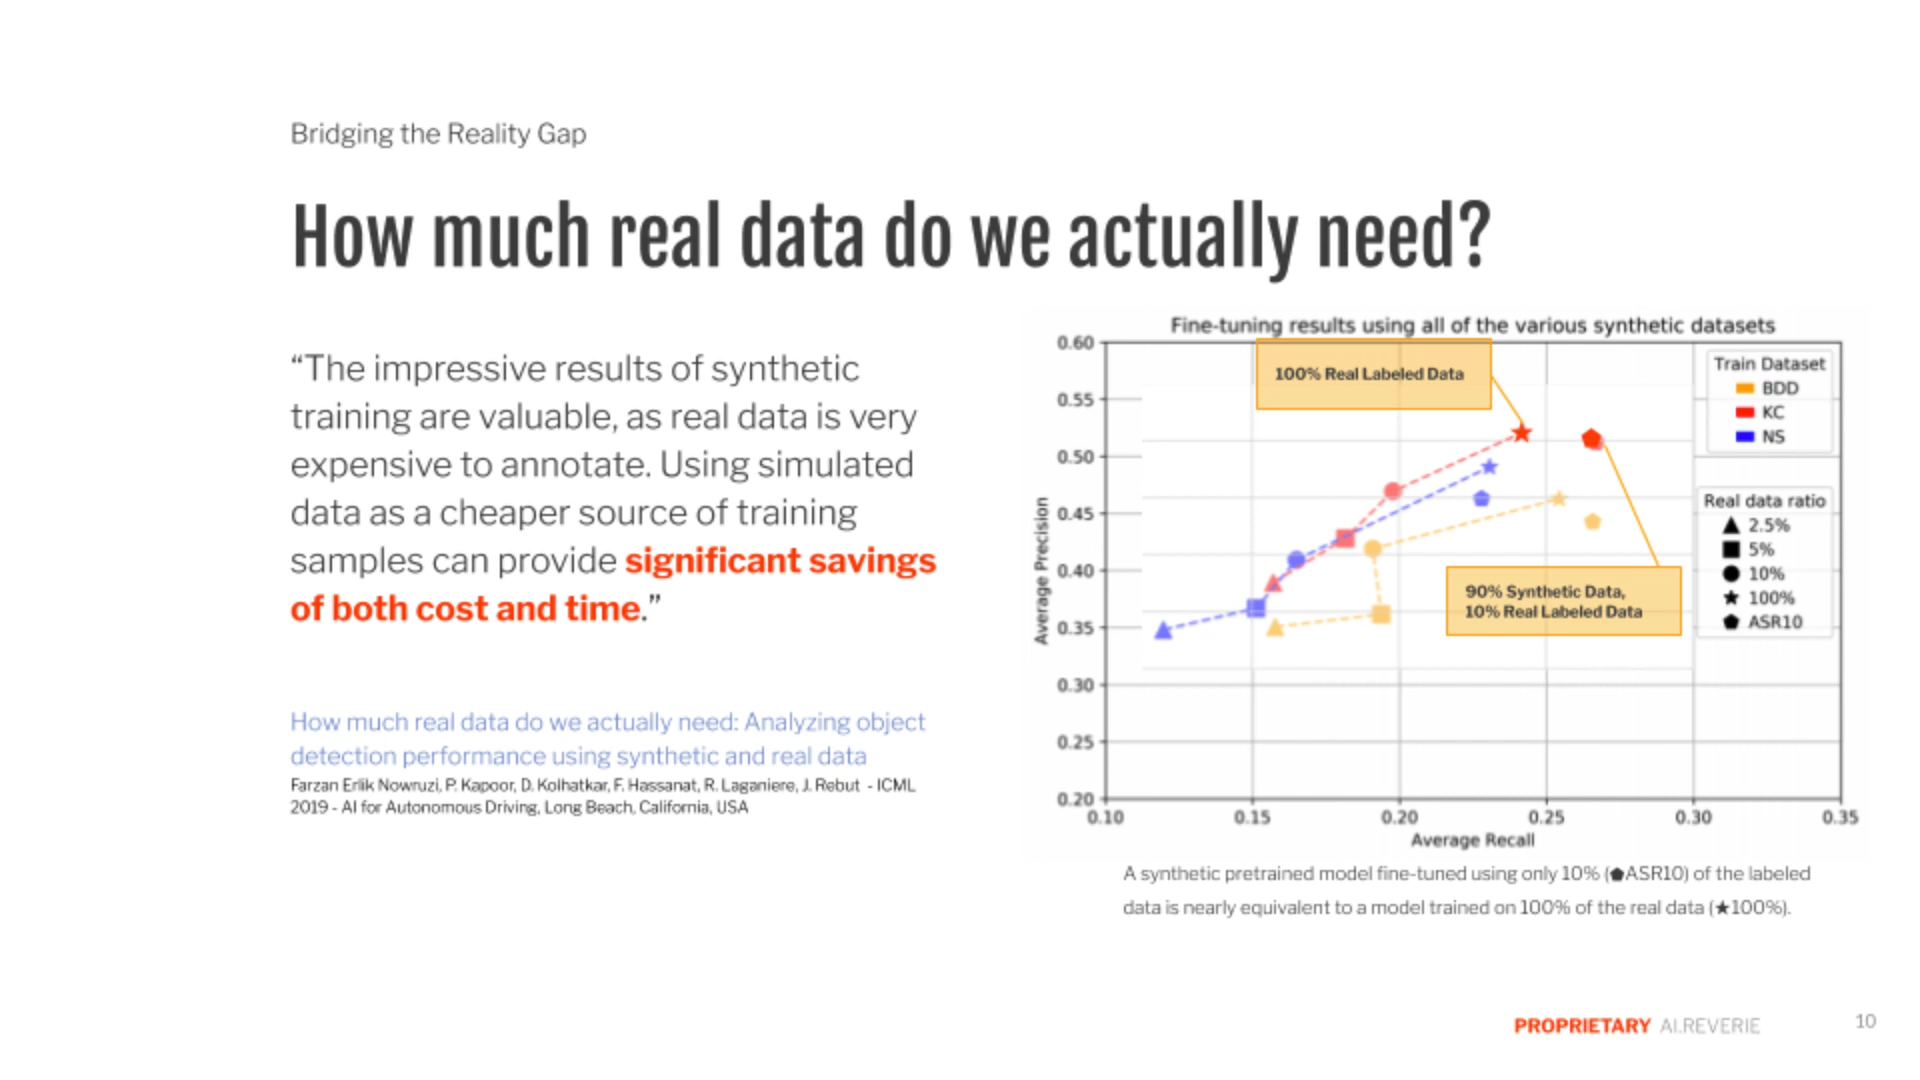 Bridging the Reality Gap
How much real data do we actually need?
“The impressive results of synthetic
training are valuable, as real data is very
expensive to annotate. Using simulated
data as a cheaper source of training
samples can provide significant savings
of both cost and time.”
How much real data do we actually need: Analyzing object
detection performance using synthetic and real data
Farzan Erlik Nowruzi, P. Kapoor, D. Kolhatkar, F. Hassanat, R. Laganiere, J. Rebut - ICML
2019 - AI for Autonomous Driving, Long Beach, California, USA
Fine-tuning results using all of the various synthetic datasets
0.60
0.55
0.50
0.45
0.40
0.35
0.30
0.25
0.20
Average Precision
100% Real Labeled Data
90% Synthetic Data,
10% Real Labeled Data
Train Dataset
BDD
KC
NS
Real data ratio
2.5%
5%
10%
100%
ASR10
0.10 0.15 0.20 0.25 0.30 0.35
Average Recall
A synthetic pretrained model fine-tuned using only 10% (⬟ASR10) of the labeled
data is nearly equivalent to a model trained on 100% of the real data (★100%).
PROPRIETARY AI.REVERIE
10